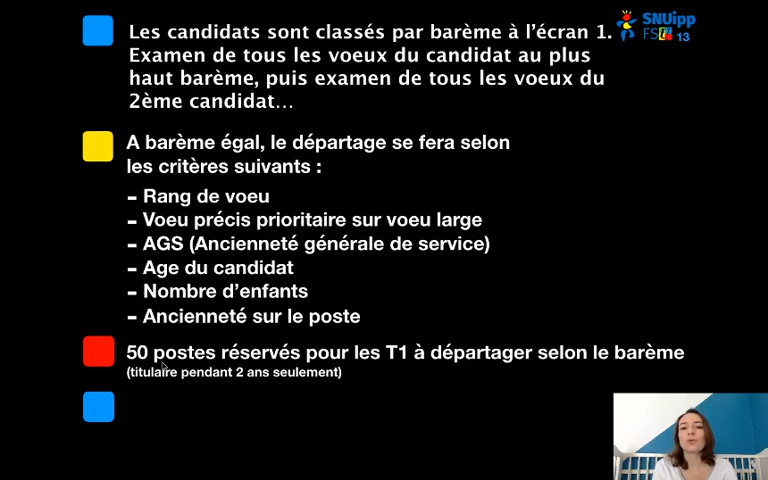 Les candidats sont classés par barème à l'écran 1.
Examen de tous les voeux du candidat au plus
haut barème, puis examen de tous les voeux du
2ème candidat...
SNUipp
FSU 13
A barème égal, le départage se fera selon
les critères suivants :
- Rang de voeu
- Voeu précis prioritaire sur voeu large
- AGS (Ancienneté générale de service)
- Age du candidat
- Nombre d'enfants
- Ancienneté sur le poste
50 postes réservés pour les T1 à départager selon le barème
(titulaire pendant 2 ans seulement)